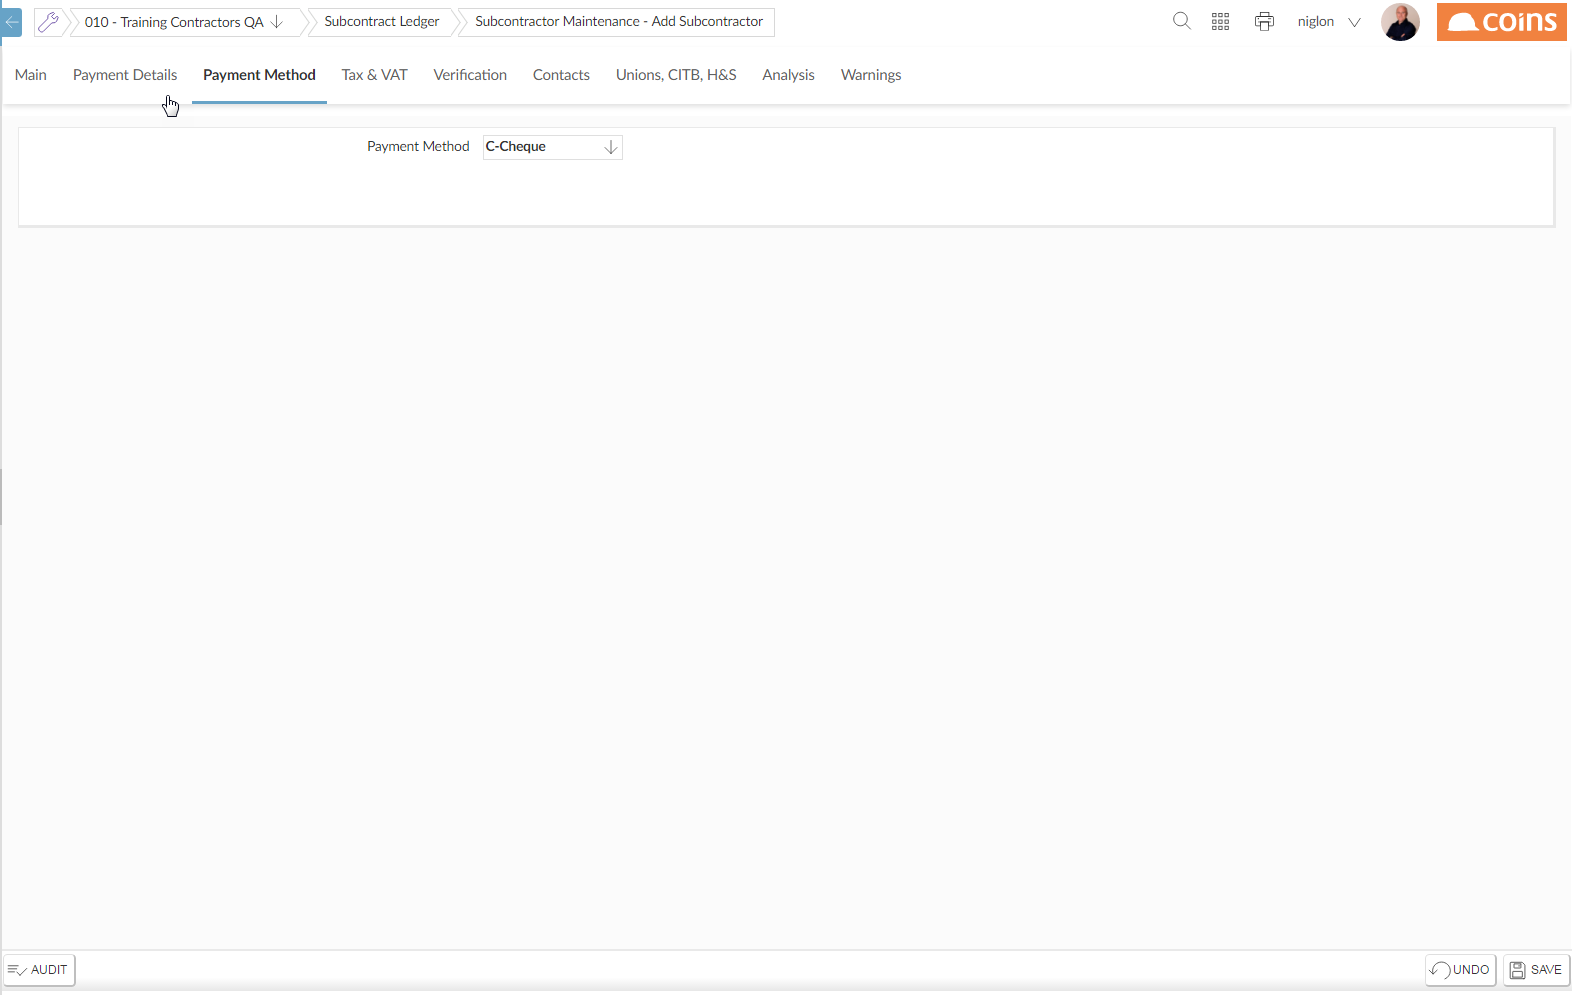 010 - Training Contractors QA Subcontract Ledger Subcontractor Maintenance - Add Subcontractor niglon coins
Main Payment Details Payment Method Tax & VAT Verification Contacts Unions, CITB, H&S Analysis Warnings
Payment Method C-Cheque
AUDIT UNDO SAVE